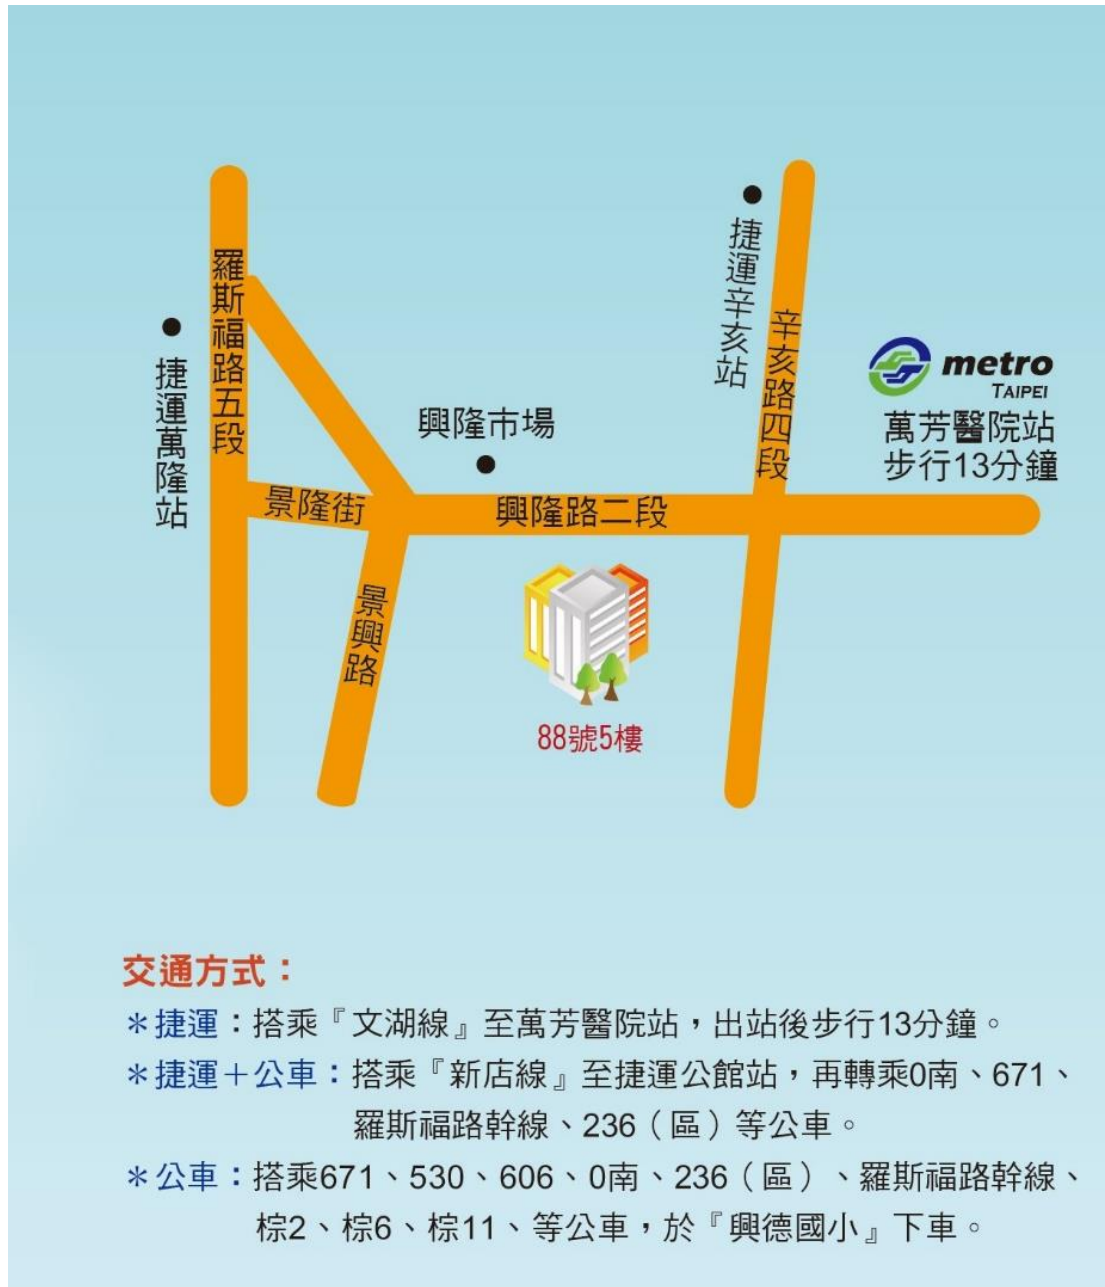 羅斯福路五段
捷運萬隆站
景隆街
景興路
興隆市場
興隆路二段
88號5樓
捷運辛亥站
辛亥路四段
metro
TAIPEI
萬芳醫院站
步行13分鐘
交通方式：
＊捷運：搭乘『文湖線』至萬芳醫院站，出站後步行13分鐘。
＊捷運＋公車：搭乘『新店線』至捷運公館站，再轉乘0南、671、
羅斯福路幹線、236（區）等公車。
＊公車：搭乘671、530、606、0南、236（區）、羅斯福路幹線、
棕2、棕6、棕11、等公車，於『興德國小』下車。